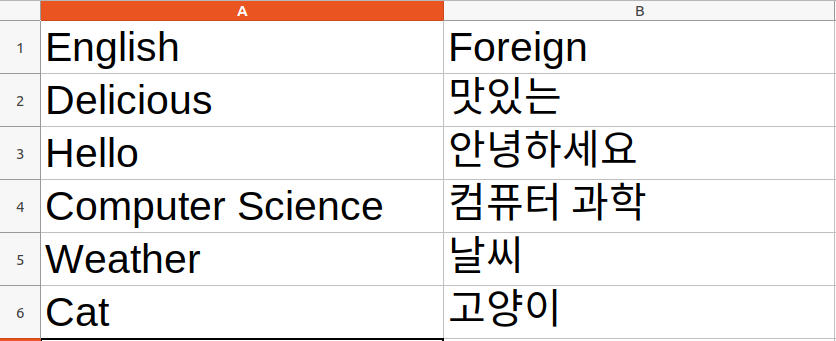 A B
1 English Foreign
2 Delicious 맛있는
3 Hello 안녕하세요
4 Computer Science 컴퓨터 과학
5 Weather 날씨
6 Cat 고양이